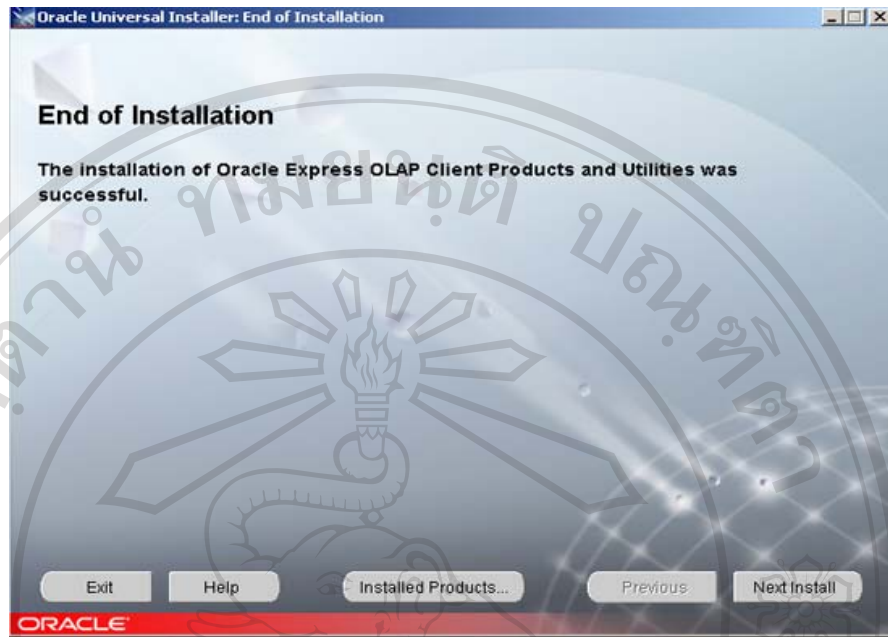 Oracle Universal Installer: End of Installation
End of Installation
The installation of Oracle Express OLAP Client Products and Utilities was
successful.
Exit Help Installed Products... Previous Next Install
ORACLE